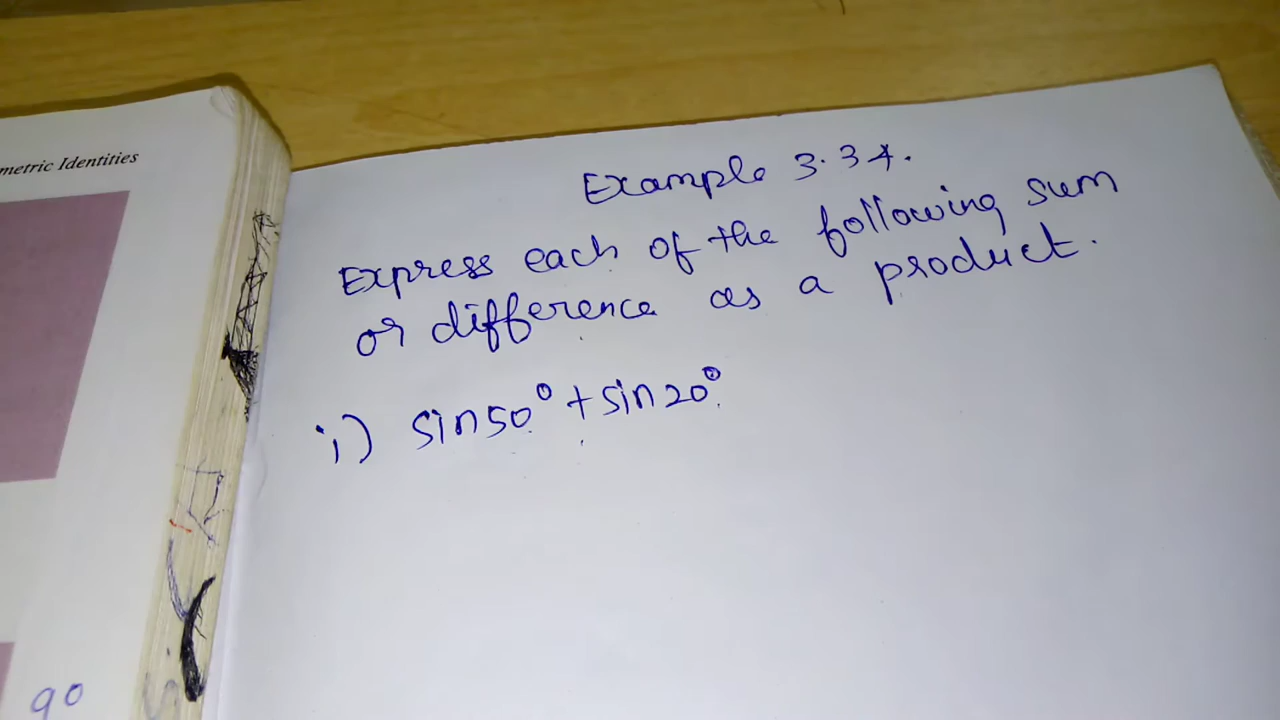 metric Identities
Example 3.34.
Express each of the following sum
or difference as a product.
i) sin50° + sin20°
90